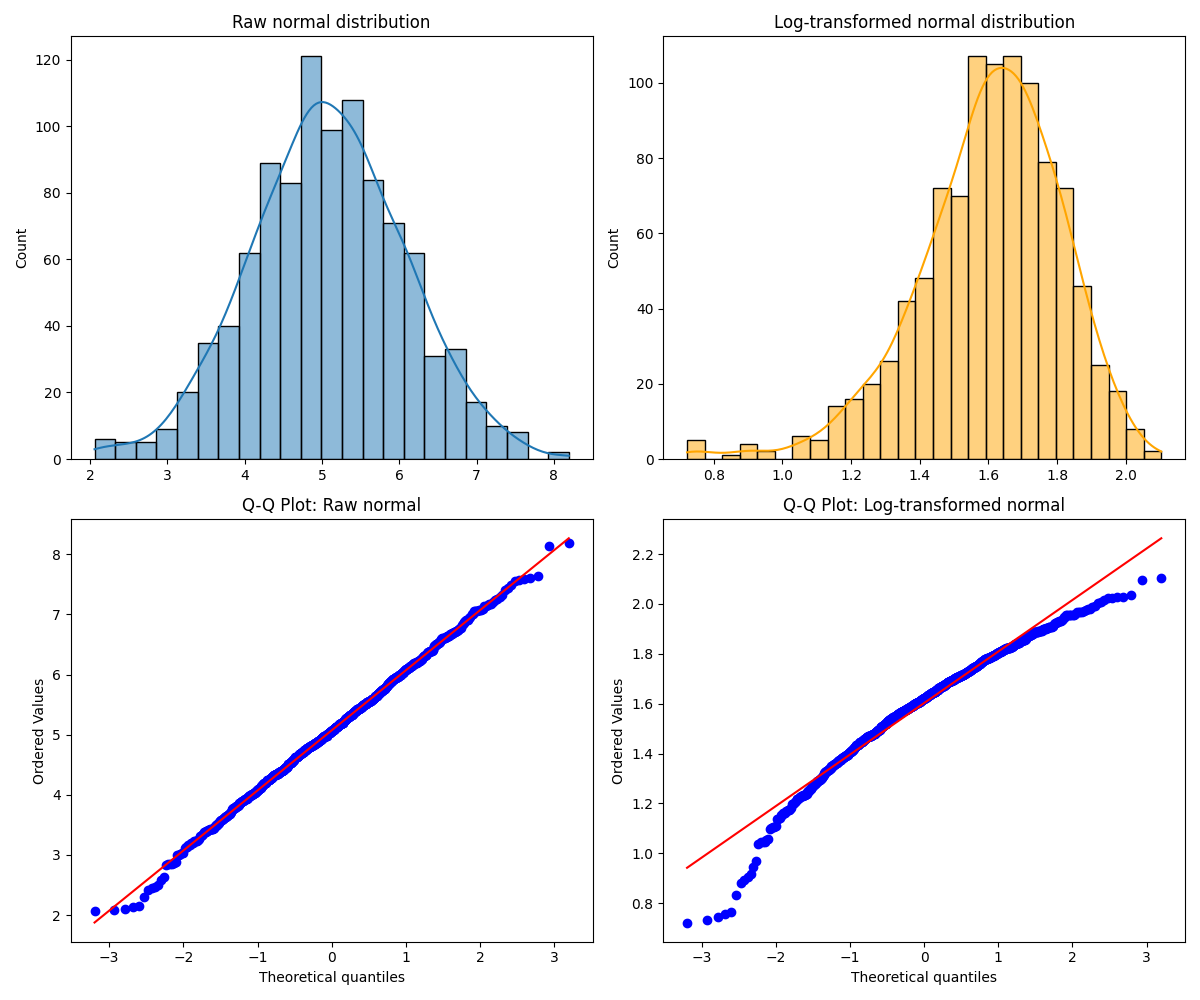 Raw normal distribution
120
100
80
60
40
20
0
Count
2 3 4 5 6 7 8
Log-transformed normal distribution
100
80
60
40
20
0
Count
0.8 1.0 1.2 1.4 1.6 1.8 2.0
Q-Q Plot: Raw normal
8
7
6
5
4
3
2
Ordered Values
−3 −2 −1 0 1 2 3
Theoretical quantiles
Q-Q Plot: Log-transformed normal
2.2
2.0
1.8
1.6
1.4
1.2
1.0
0.8
Ordered Values
−3 −2 −1 0 1 2 3
Theoretical quantiles